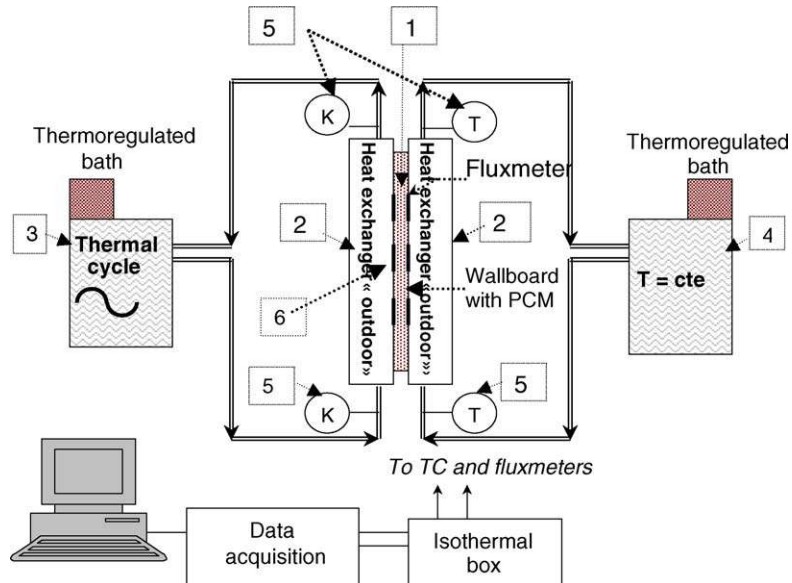 5
1
K
T
Thermoregulated
bath
Thermoregulated
bath
Heat exchanger « outdoor»
Heat exchanger «outdoor»›
Fluxmeter
3
Thermal
cycle
2
2
4
T = cte
6
Wallboard
with PCM
5
K
T
5
To TC and fluxmeters
Data
acquisition
Isothermal
box